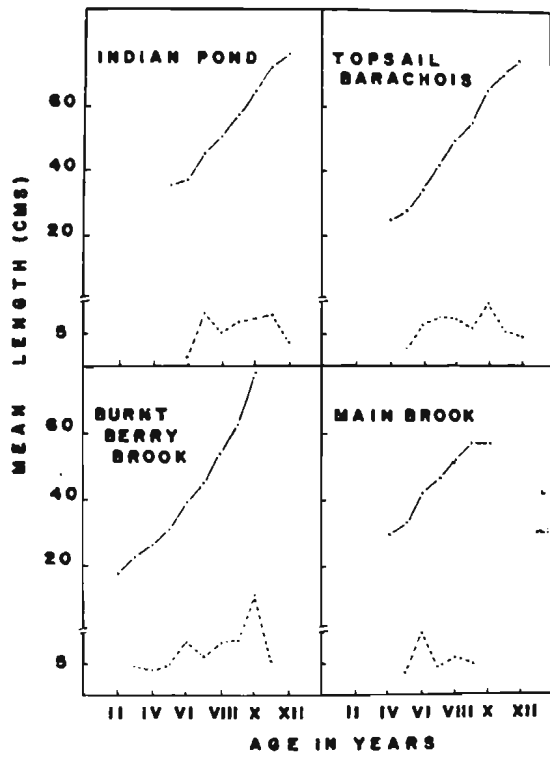 INDIAN POND
TOPSAIL
BARACHOIS
60
40
20
5
BURNT
BERRY
BROOK
MAIN BROOK
60
40
20
5
II IV VI VIII X XII
II IV VI VIII X XII
AGE IN YEARS
MEAN LENGTH (CMS)